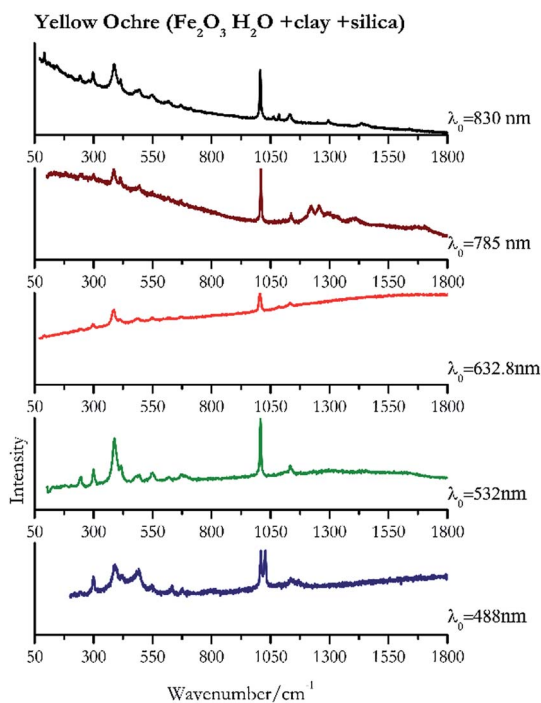 Yellow Ochre (Fe₂O₃ H₂O +clay +silica)
λ₀=830 nm
50 300 550 800 1050 1300 1550 1800
λ₀=785 nm
50 300 550 800 1050 1300 1550 1800
λ₀=632.8nm
50 300 550 800 1050 1300 1550 1800
Intensity
λ₀=532nm
50 300 550 800 1050 1300 1550 1800
λ₀=488nm
50 300 550 800 1050 1300 1550 1800
Wavenumber/cm⁻¹